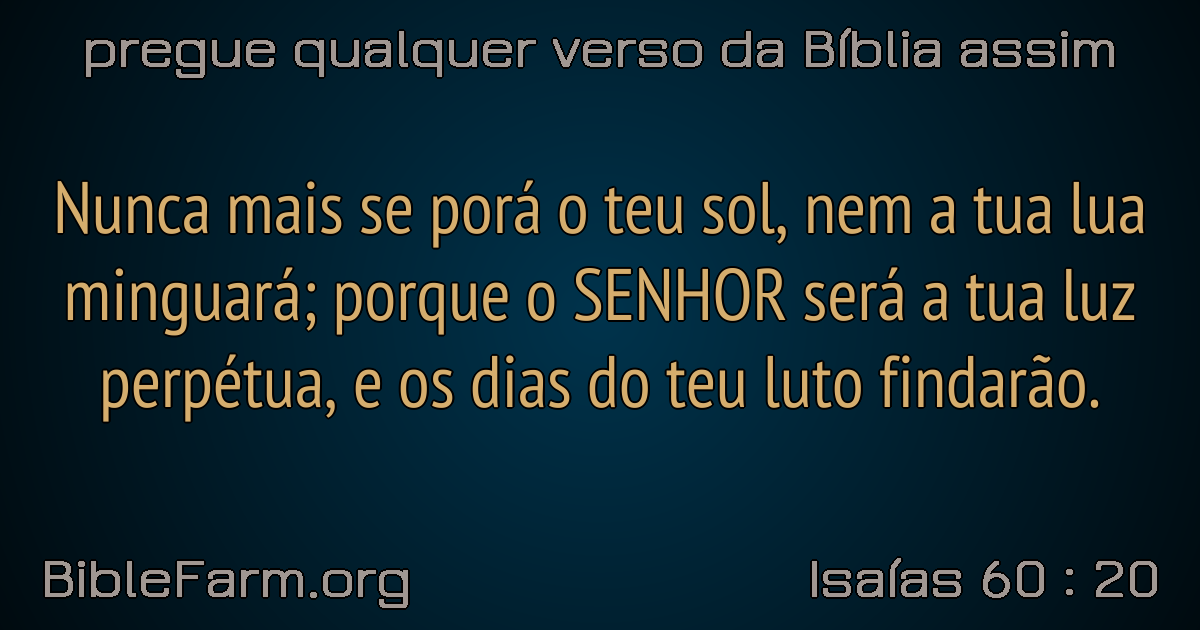 pregue qualquer verso da Bíblia assim
Nunca mais se porá o teu sol, nem a tua lua
minguará; porque o SENHOR será a tua luz
perpétua, e os dias do teu luto findarão.
BibleFarm.org
Isaías 60 : 20